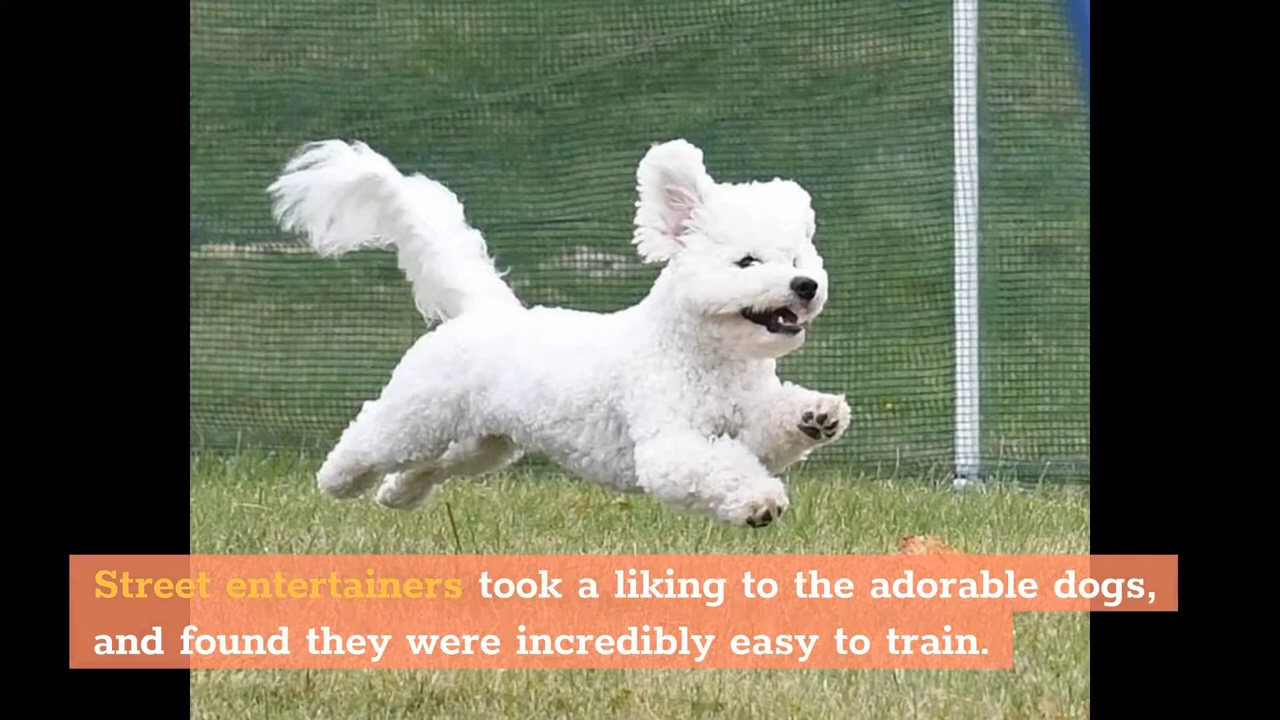 Street entertainers took a liking to the adorable dogs,
and found they were incredibly easy to train.